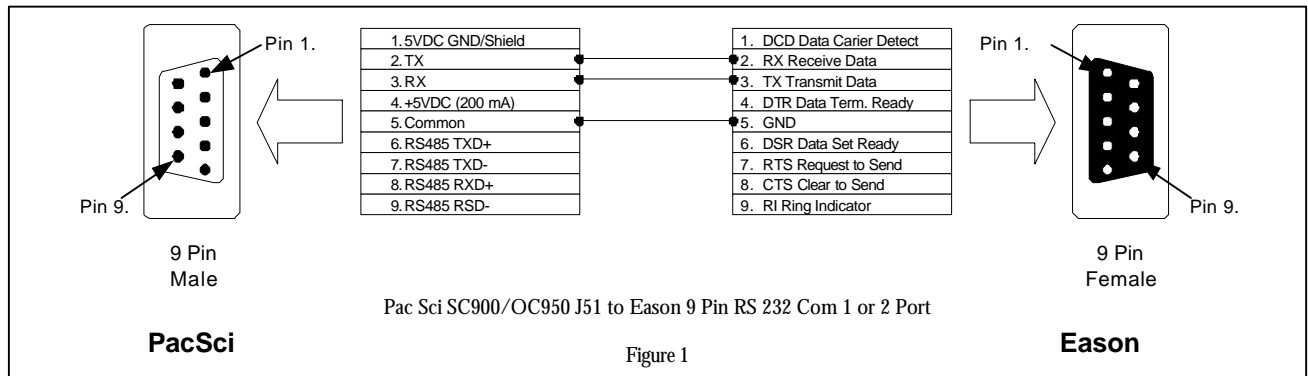 Pin 1.
1. 5VDC GND/Shield
2. TX
3. RX
4. +5VDC (200 mA)
5. Common
6. RS485 TXD+
7. RS485 TXD-
8. RS485 RXD+
9. RS485 RSD-
1. DCD Data Carier Detect
2. RX Receive Data
3. TX Transmit Data
4. DTR Data Term. Ready
5. GND
6. DSR Data Set Ready
7. RTS Request to Send
8. CTS Clear to Send
9. RI Ring Indicator
Pin 1.
Pin 9.
Pin 9.
9 Pin
Male
9 Pin
Female
Pac Sci SC900/OC950 J51 to Eason 9 Pin RS 232 Com 1 or 2 Port
PacSci
Eason
Figure 1